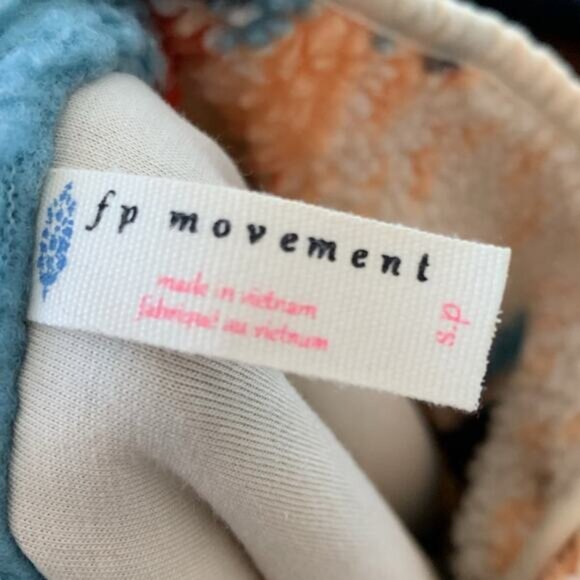 fp movement
made in vietnam
fabriqué au vietnam
s.p